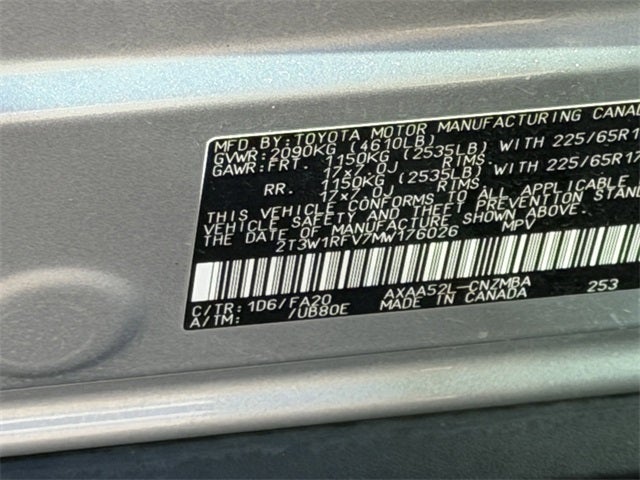 MFD.BY:TOYOTA MOTOR MANUFACTURING CANAD
GVWR:2090KG (4610LB)
GAWR:FRT. 1150KG (2535LB) WITH 225/65R1
17x7.0J RIMS
RR. 1150KG (2535LB) WITH 225/65R17
17x7.0J RIMS
THIS VEHICLE CONFORMS TO ALL APPLICABLE
VEHICLE SAFETY AND THEFT PREVENTION STAND
THE DATE OF MANUFACTURE SHOWN ABOVE.
2T3W1RFV7MW176026 MPV
C/TR: 1D6/FA20 AXAA52L-CNZMBA 253
A/TM: /UB80E MADE IN CANADA